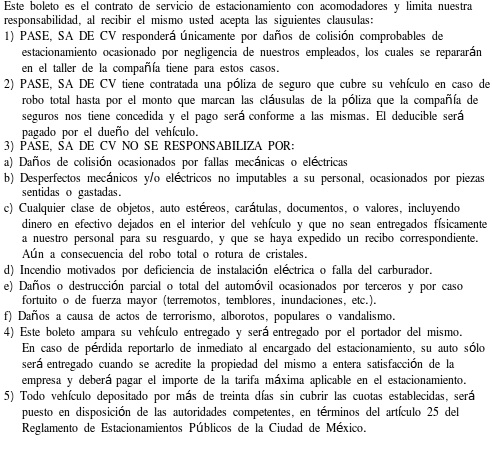 Este boleto es el contrato de servicio de estacionamiento con acomodadores y limita nuestra
responsabilidad, al recibir el mismo usted acepta las siguientes clausulas:
1) PASE, SA DE CV responderá únicamente por daños de colisión comprobables de
estacionamiento ocasionado por negligencia de nuestros empleados, los cuales se repararán
en el taller de la compañía tiene para estos casos.
2) PASE, SA DE CV tiene contratada una póliza de seguro que cubre su vehículo en caso de
robo total hasta por el monto que marcan las cláusulas de la póliza que la compañía de
seguros nos tiene concedida y el pago será conforme a las mismas. El deducible será
pagado por el dueño del vehículo.
3) PASE, SA DE CV NO SE RESPONSABILIZA POR:
a) Daños de colisión ocasionados por fallas mecánicas o eléctricas
b) Desperfectos mecánicos y/o eléctricos no imputables a su personal, ocasionados por piezas
sentidas o gastadas.
c) Cualquier clase de objetos, auto estéreos, carátulas, documentos, o valores, incluyendo
dinero en efectivo dejados en el interior del vehículo y que no sean entregados físicamente
a nuestro personal para su resguardo, y que se haya expedido un recibo correspondiente.
Aún a consecuencia del robo total o rotura de cristales.
d) Incendio motivados por deficiencia de instalación eléctrica o falla del carburador.
e) Daños o destrucción parcial o total del automóvil ocasionados por terceros y por caso
fortuito o de fuerza mayor (terremotos, temblores, inundaciones, etc.).
f) Daños a causa de actos de terrorismo, alborotos, populares o vandalismo.
4) Este boleto ampara su vehículo entregado y será entregado por el portador del mismo.
En caso de pérdida reportarlo de inmediato al encargado del estacionamiento, su auto sólo
será entregado cuando se acredite la propiedad del mismo a entera satisfacción de la
empresa y deberá pagar el importe de la tarifa máxima aplicable en el estacionamiento.
5) Todo vehículo depositado por más de treinta días sin cubrir las cuotas establecidas, será
puesto en disposición de las autoridades competentes, en términos del artículo 25 del
Reglamento de Estacionamientos Públicos de la Ciudad de México.